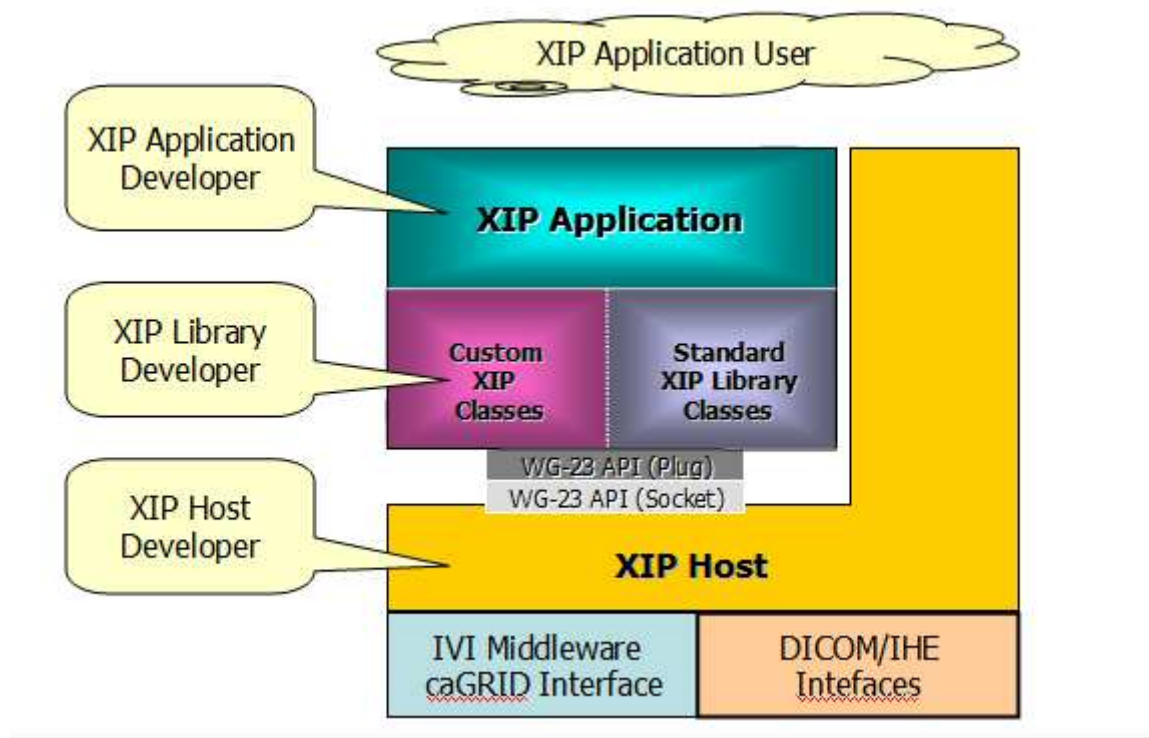 XIP Application User
XIP Application
Developer
XIP Application
XIP Library
Developer
Custom
XIP
Classes
Standard
XIP Library
Classes
WG-23 API (Plug)
WG-23 API (Socket)
XIP Host
Developer
XIP Host
IVI Middleware
caGRID Interface
DICOM/IHE
Intefaces